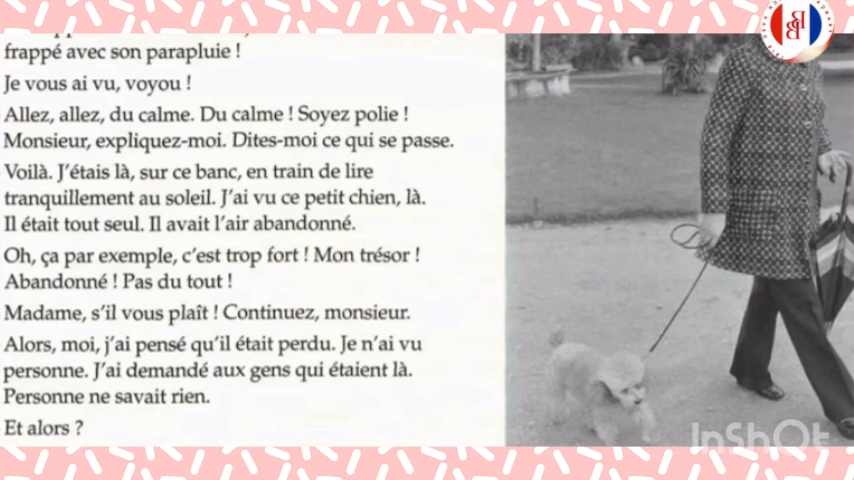 frappé avec son parapluie !
Je vous ai vu, voyou !
Allez, allez, du calme. Du calme ! Soyez polie !
Monsieur, expliquez-moi. Dites-moi ce qui se passe.
Voilà. J'étais là, sur ce banc, en train de lire
tranquillement au soleil. J'ai vu ce petit chien, là.
Il était tout seul. Il avait l'air abandonné.
Oh, ça par exemple, c'est trop fort ! Mon trésor !
Abandonné ! Pas du tout !
Madame, s'il vous plaît ! Continuez, monsieur.
Alors, moi, j'ai pensé qu'il était perdu. Je n'ai vu
personne. J'ai demandé aux gens qui étaient là.
Personne ne savait rien.
Et alors ?
InShOt